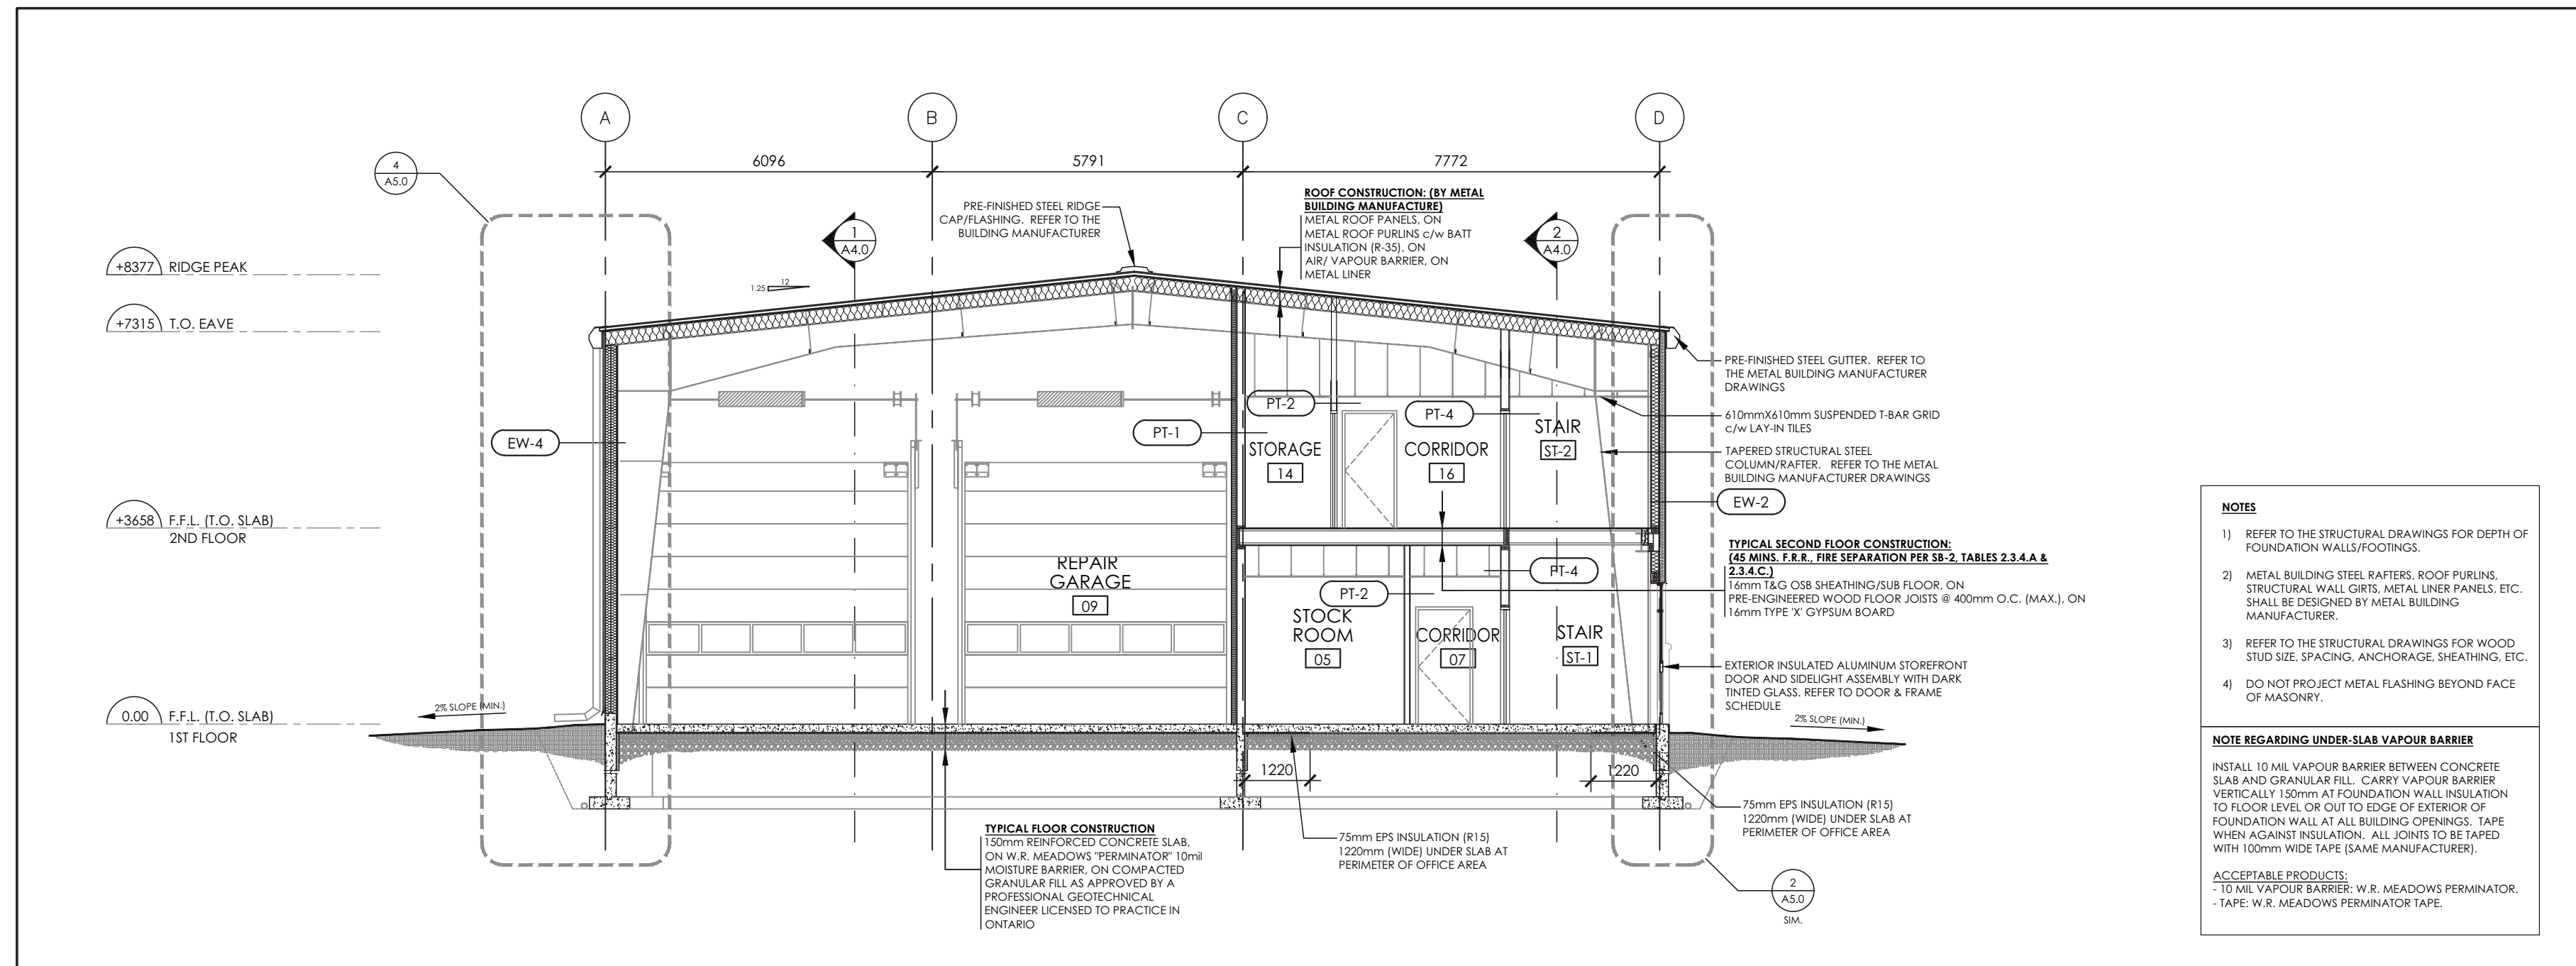 A
B
C
D
6096
5791
7772
4
A5.0
PRE-FINISHED STEEL RIDGE
CAP/FLASHING. REFER TO THE
BUILDING MANUFACTURER
ROOF CONSTRUCTION: (BY METAL
BUILDING MANUFACTURE)
METAL ROOF PANELS, ON
METAL ROOF PURLINS c/w BATT
INSULATION (R-35), ON
AIR/ VAPOUR BARRIER, ON
METAL LINER
1
A4.0
2
A4.0
+8377 RIDGE PEAK
12
1.25
+7315 T.O. EAVE
PRE-FINISHED STEEL GUTTER. REFER TO
THE METAL BUILDING MANUFACTURER
DRAWINGS
610mmX610mm SUSPENDED T-BAR GRID
c/w LAY-IN TILES
TAPERED STRUCTURAL STEEL
COLUMN/RAFTER. REFER TO THE METAL
BUILDING MANUFACTURER DRAWINGS
PT-2
PT-4
PT-1
EW-4
STORAGE
14
CORRIDOR
16
STAIR
ST-2
EW-2
+3658 F.F.L. (T.O. SLAB)
2ND FLOOR
TYPICAL SECOND FLOOR CONSTRUCTION:
(45 MINS. F.R.R., FIRE SEPARATION PER SB-2, TABLES 2.3.4.A &
2.3.4.C.)
16mm T&G OSB SHEATHING/SUB FLOOR, ON
PRE-ENGINEERED WOOD FLOOR JOISTS @ 400mm O.C. (MAX.), ON
16mm TYPE 'X' GYPSUM BOARD
REPAIR
GARAGE
09
PT-4
PT-2
STOCK
ROOM
05
CORRIDOR
07
STAIR
ST-1
EXTERIOR INSULATED ALUMINUM STOREFRONT
DOOR AND SIDELIGHT ASSEMBLY WITH DARK
TINTED GLASS. REFER TO DOOR & FRAME
SCHEDULE
0.00 F.F.L. (T.O. SLAB)
1ST FLOOR
2% SLOPE (MIN.)
2% SLOPE (MIN.)
1220
1220
75mm EPS INSULATION (R15)
1220mm (WIDE) UNDER SLAB AT
PERIMETER OF OFFICE AREA
75mm EPS INSULATION (R15)
1220mm (WIDE) UNDER SLAB AT
PERIMETER OF OFFICE AREA
TYPICAL FLOOR CONSTRUCTION
150mm REINFORCED CONCRETE SLAB,
ON W.R. MEADOWS "PERMINATOR" 10mil
MOISTURE BARRIER, ON COMPACTED
GRANULAR FILL AS APPROVED BY A
PROFESSIONAL GEOTECHNICAL
ENGINEER LICENSED TO PRACTICE IN
ONTARIO
2
A5.0
SIM.
NOTES
1) REFER TO THE STRUCTURAL DRAWINGS FOR DEPTH OF
FOUNDATION WALLS/FOOTINGS.
2) METAL BUILDING STEEL RAFTERS, ROOF PURLINS,
STRUCTURAL WALL GIRTS, METAL LINER PANELS, ETC.
SHALL BE DESIGNED BY METAL BUILDING
MANUFACTURER.
3) REFER TO THE STRUCTURAL DRAWINGS FOR WOOD
STUD SIZE, SPACING, ANCHORAGE, SHEATHING, ETC.
4) DO NOT PROJECT METAL FLASHING BEYOND FACE
OF MASONRY.
NOTE REGARDING UNDER-SLAB VAPOUR BARRIER
INSTALL 10 MIL VAPOUR BARRIER BETWEEN CONCRETE
SLAB AND GRANULAR FILL. CARRY VAPOUR BARRIER
VERTICALLY 150mm AT FOUNDATION WALL INSULATION
TO FLOOR LEVEL OR OUT TO EDGE OF EXTERIOR OF
FOUNDATION WALL AT ALL BUILDING OPENINGS. TAPE
WHEN AGAINST INSULATION. ALL JOINTS TO BE TAPED
WITH 100mm WIDE TAPE (SAME MANUFACTURER).
ACCEPTABLE PRODUCTS:
- 10 MIL VAPOUR BARRIER: W.R. MEADOWS PERMINATOR.
- TAPE: W.R. MEADOWS PERMINATOR TAPE.